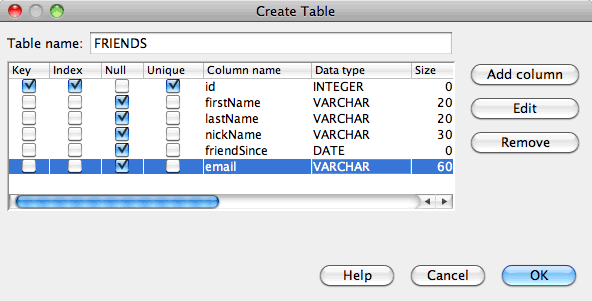 Create Table
Table name: FRIENDS
Key Index Null Unique Column name Data type Size
id INTEGER 0
firstName VARCHAR 20
lastName VARCHAR 20
nickName VARCHAR 30
friendSince DATE 0
email VARCHAR 60
Add column
Edit
Remove
Help Cancel OK